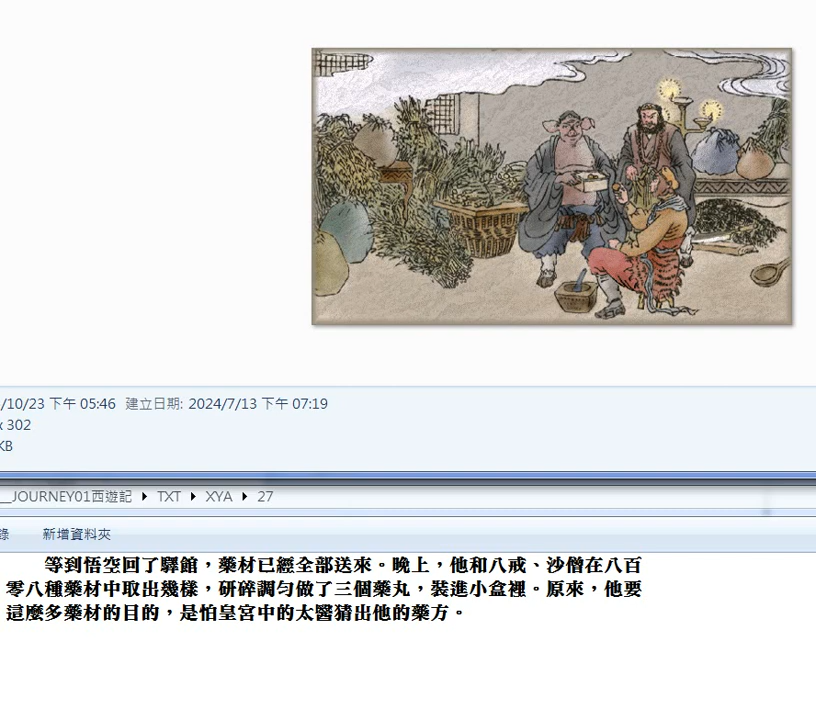 /10/23 下午 05:46 建立日期: 2024/7/13 下午 07:19
x 302
KB
__JOURNEY01西遊記 ▶ TXT ▶ XYA ▶ 27
錄 新增資料夾
等到悟空回了驛館，藥材已經全部送來。晚上，他和八戒、沙僧在八百
零八種藥材中取出幾樣，研碎調勻做了三個藥丸，裝進小盒裡。原來，他要
這麼多藥材的目的，是怕皇宮中的太醫猜出他的藥方。